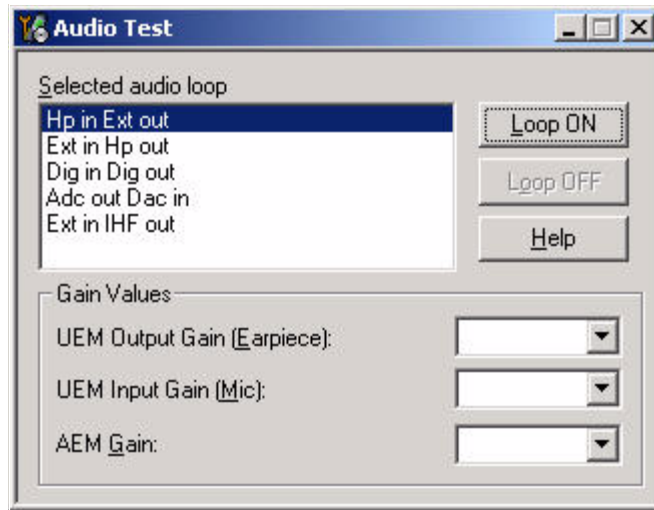 Audio Test
Selected audio loop
Hp in Ext out
Ext in Hp out
Dig in Dig out
Adc out Dac in
Ext in IHF out
Loop ON
Loop OFF
Help
Gain Values
UEM Output Gain (Earpiece):
UEM Input Gain (Mic):
AEM Gain: